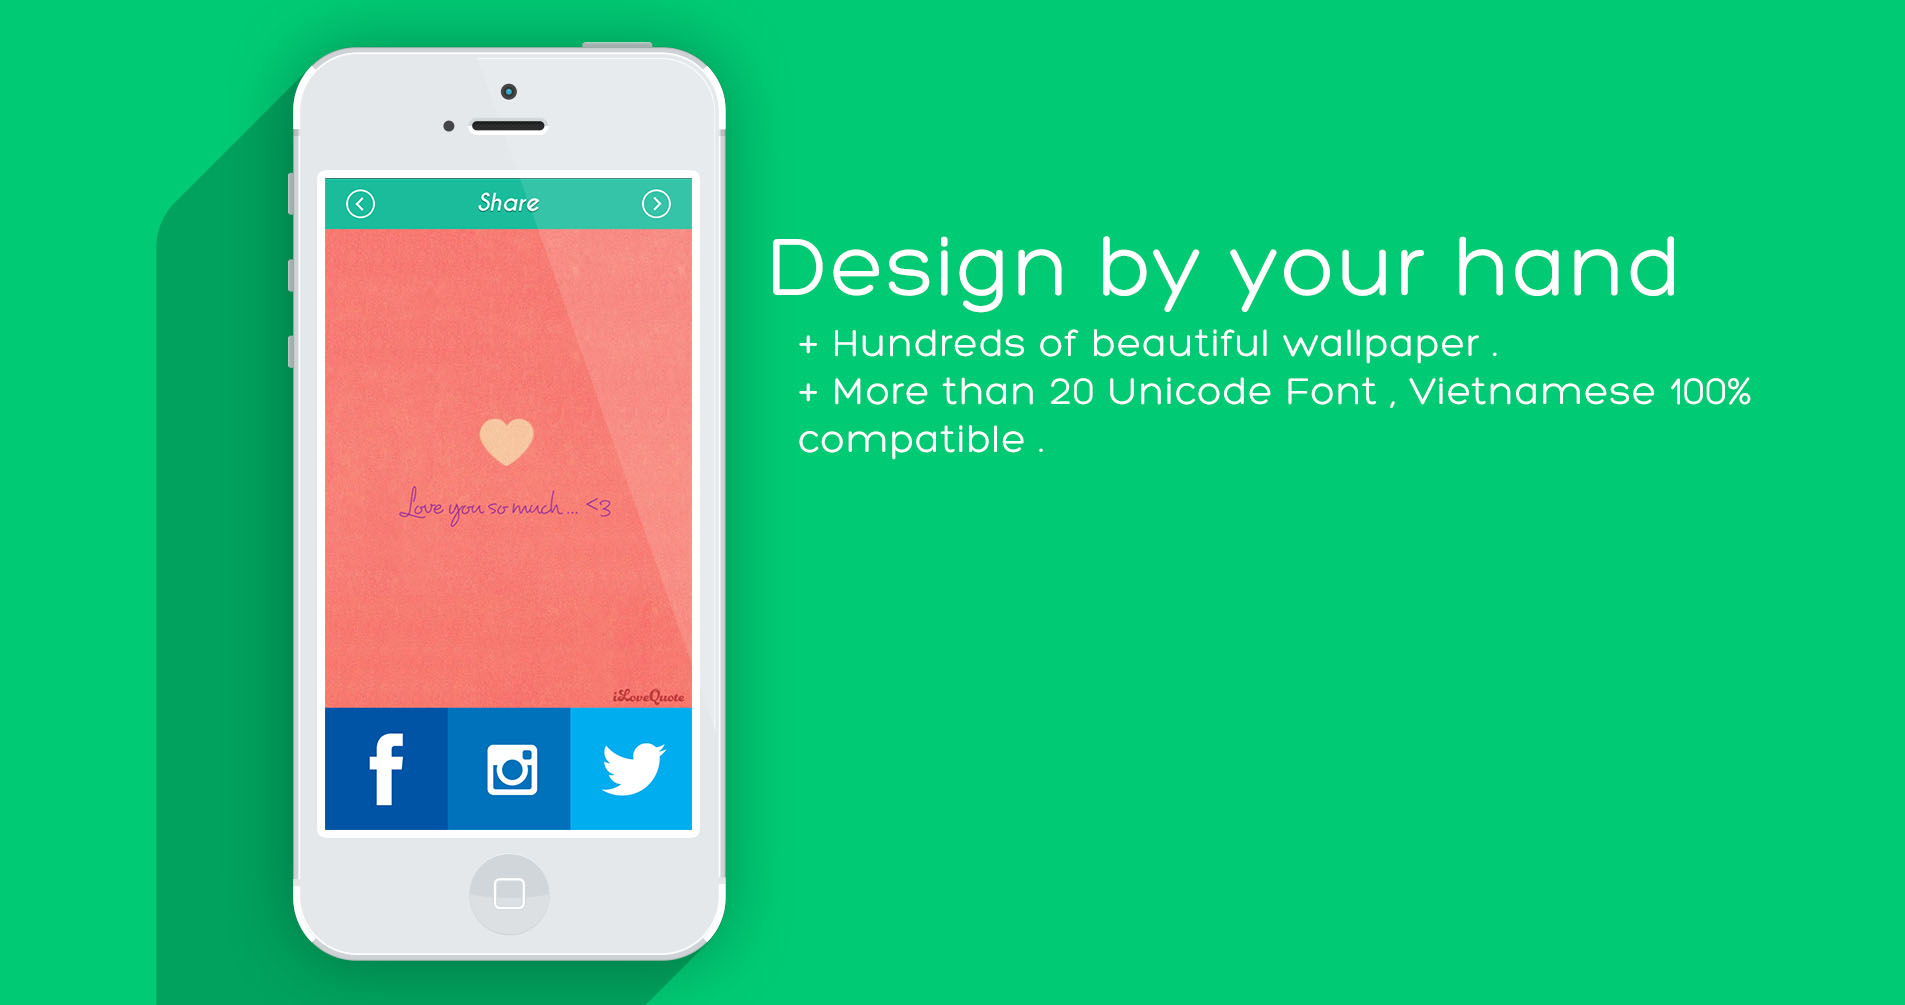 Share
Love you so much... <3
iLoveQuote
Design by your hand
+ Hundreds of beautiful wallpaper .
+ More than 20 Unicode Font , Vietnamese 100%
compatible .